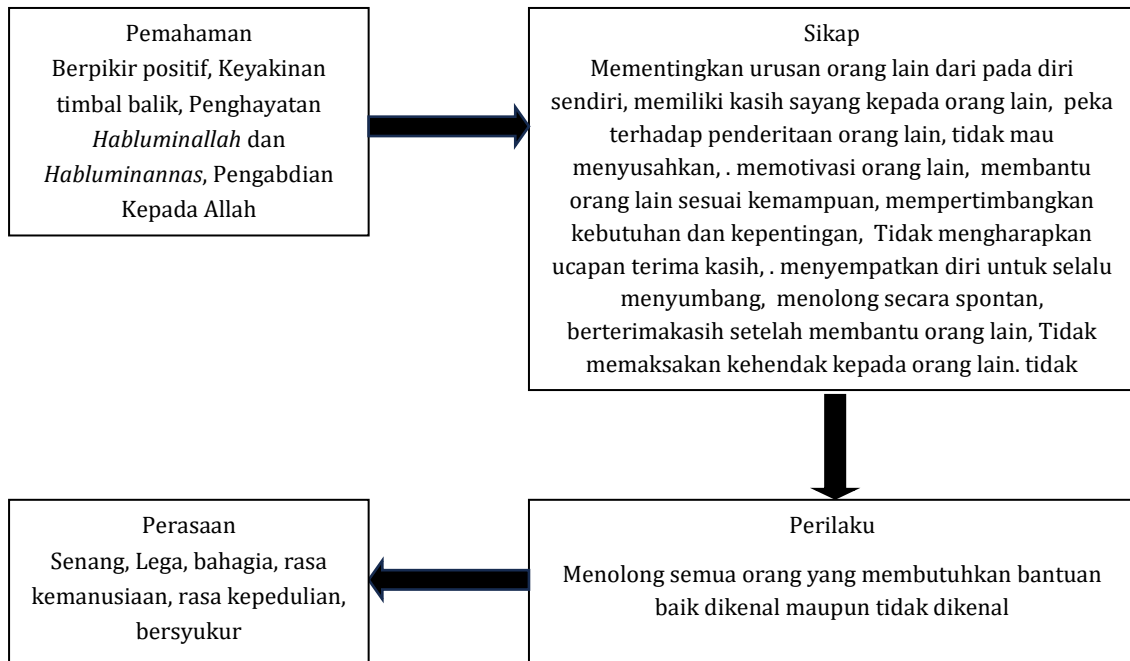 Pemahaman
Berpikir positif, Keyakinan
timbal balik, Penghayatan
Habluminallah dan
Habluminannas, Pengabdian
Kepada Allah
Sikap
Mementingkan urusan orang lain dari pada diri
sendiri, memiliki kasih sayang kepada orang lain, peka
terhadap penderitaan orang lain, tidak mau
menyusahkan, . memotivasi orang lain, membantu
orang lain sesuai kemampuan, mempertimbangkan
kebutuhan dan kepentingan, Tidak mengharapkan
ucapan terima kasih, . menyempatkan diri untuk selalu
menyumbang, menolong secara spontan,
berterimakasih setelah membantu orang lain, Tidak
memaksakan kehendak kepada orang lain. tidak
Perilaku
Menolong semua orang yang membutuhkan bantuan
baik dikenal maupun tidak dikenal
Perasaan
Senang, Lega, bahagia, rasa
kemanusiaan, rasa kepedulian,
bersyukur